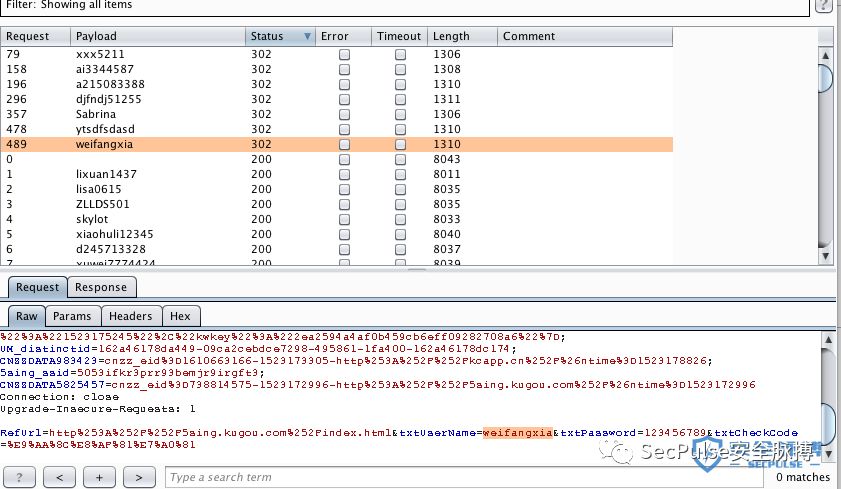 Filter: Showing all items
?
Request Payload Status Error Timeout Length Comment
79 xxx5211 302 1306
158 ai3344587 302 1308
196 a215083388 302 1310
296 djfndj51255 302 1311
357 Sabrina 302 1306
478 ytsdfsdasd 302 1310
489 weifangxia 302 1310
0 200 8043
1 lixuan1437 200 8011
2 lisa0615 200 8035
3 ZLLDS501 200 8035
4 skylot 200 8033
5 xiaohuli12345 200 8040
6 d245713328 200 8037
7 xuwei7774424 200 8039
Request Response
Raw Params Headers Hex
%22%3A%221523175245%22%2C%22kwkey%22%3A%222ea2594a4af0b459cb6eff09282708a6%22%7D;
UM_distinctid=162a46178da449-09ca2cebdce7298-495861-1fa400-162a46178dc174;
CNZZDATA983423=cnzz_eid%3D1610663166-1523173305-http%253A%252F%252Fkcapp.cn%252F%26ntime%3D1523178826;
5sing_ssid=5053ifkr3prr93bemjr9irgft3;
CNZZDATA5825457=cnzz_eid%3D738814575-1523172996-http%253A%252F%252F5sing.kugou.com%252F%26ntime%3D1523172996
Connection: close
Upgrade-Insecure-Requests: 1
RefUrl=http%253A%252F%252F5sing.kugou.com%252Findex.html&txtUserName=weifangxia&txtPassword=123456789&txtCheckCode
=%E9%AA%8C%E8%AF%81%E7%A0%81
SecPulse安全脉搏
安全脉搏
SECPULSE
? < + > Type a search term 0 matches